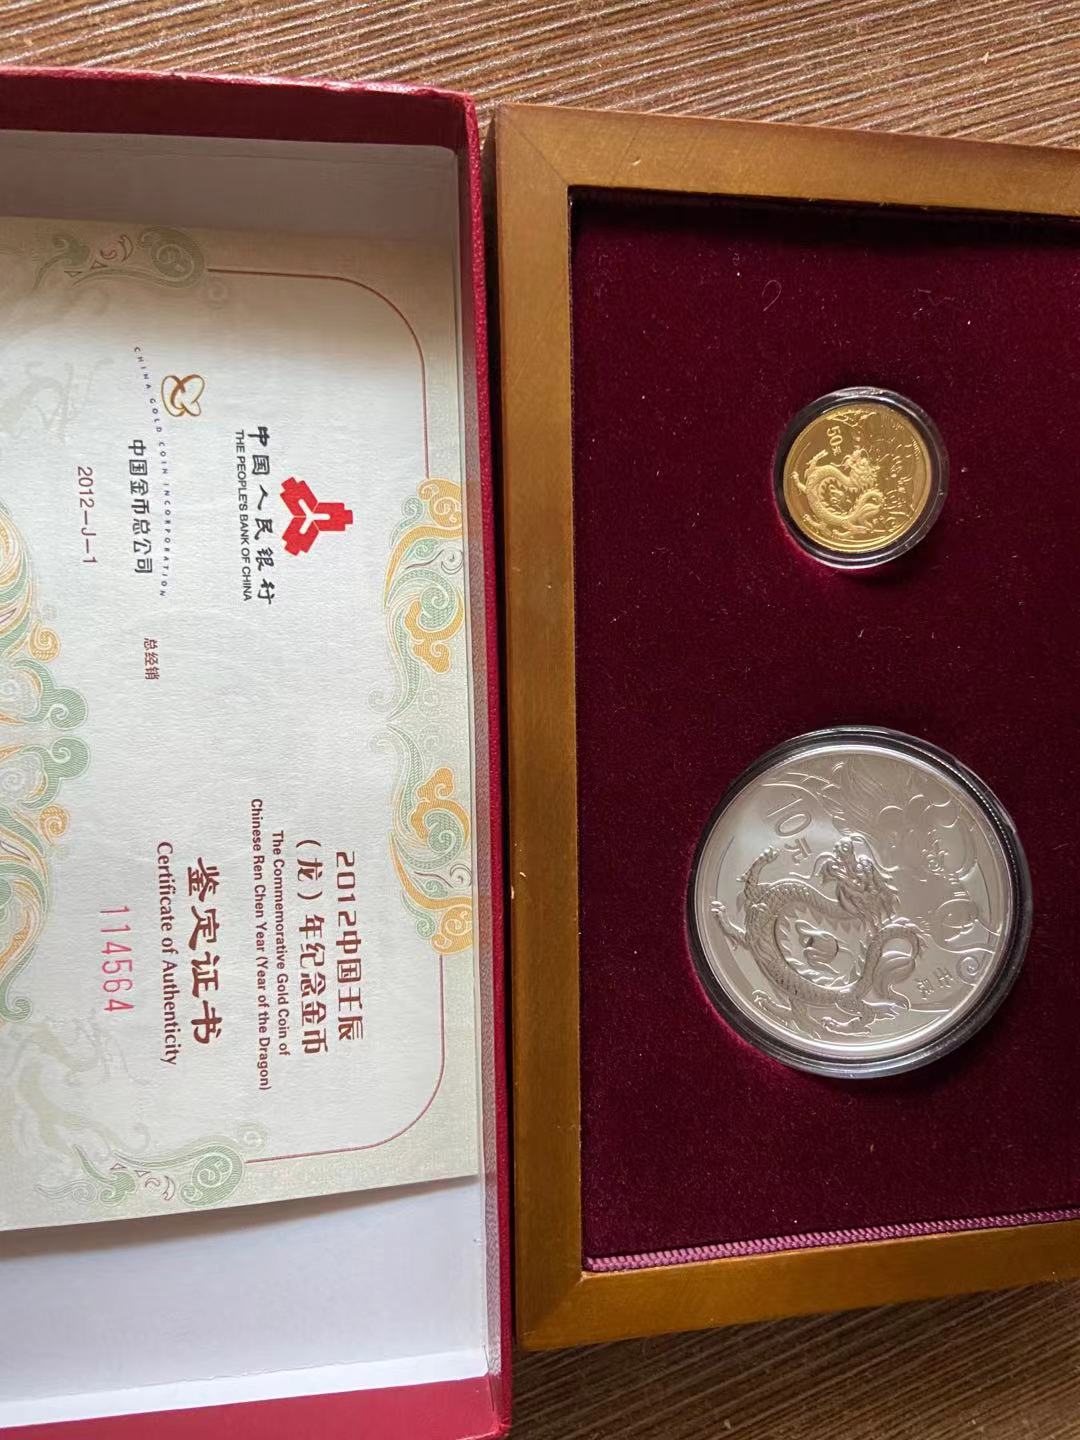 中国人民银行
THE PEOPLE'S BANK OF CHINA
CHINA GOLD COIN INCORPORATION
中国金币总公司
总经销
2012-J-1
2012中国壬辰
(龙)年纪念金币
The Commemorative Gold Coin of
Chinese Ren Chen Year (Year of the Dragon)
鉴定证书
Certificate of Authenticity
114564
50元
10元
壬辰